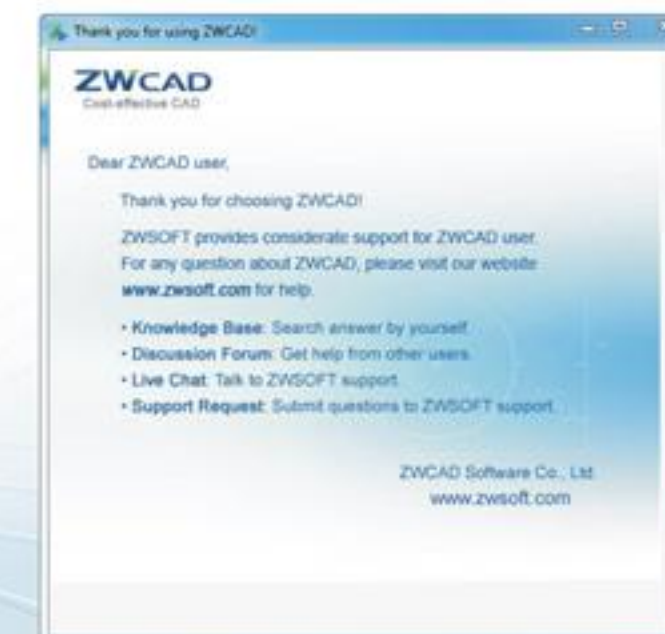 Thank you for using ZWCAD!
ZWCAD
Cost-effective CAD
Dear ZWCAD user,
Thank you for choosing ZWCAD!
ZWSOFT provides considerate support for ZWCAD user.
For any question about ZWCAD, please visit our website
www.zwsoft.com for help.
• Knowledge Base: Search answer by yourself.
• Discussion Forum: Get help from other users.
• Live Chat: Talk to ZWSOFT support.
• Support Request: Submit questions to ZWSOFT support.
ZWCAD Software Co., Ltd.
www.zwsoft.com